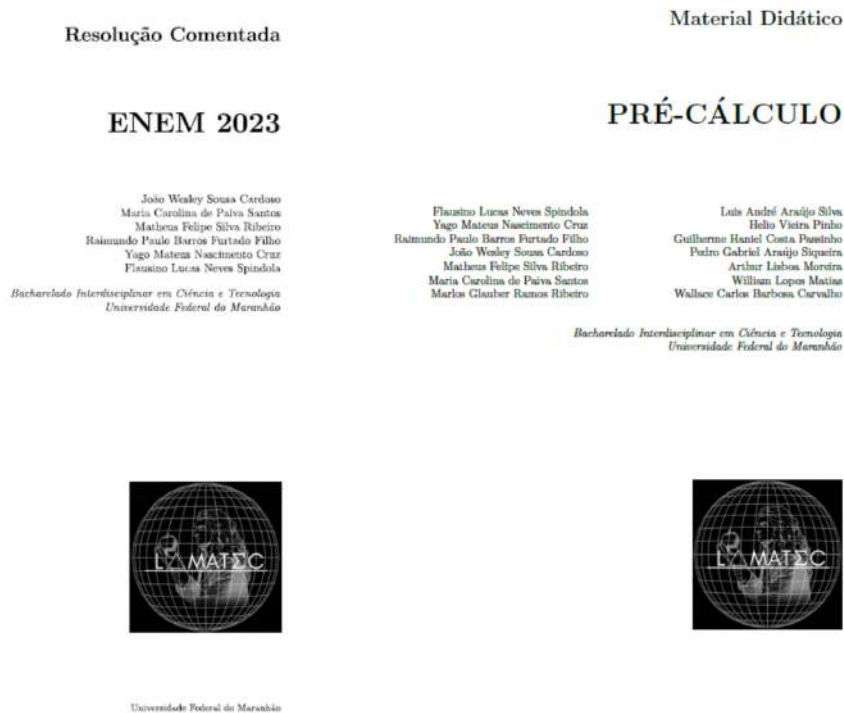 Resolução Comentada
ENEM 2023
João Wesley Sousa Cardoso
Maria Carolina de Paiva Santos
Matheus Felipe Silva Ribeiro
Raimundo Paulo Barros Furtado Filho
Yago Mateus Nascimento Cruz
Flausino Lucas Neves Spindola
Bacharelado Interdisciplinar em Ciência e Tecnologia
Universidade Federal do Maranhão
LAMATΣC
Universidade Federal do Maranhão
Material Didático
PRÉ-CÁLCULO
Flausino Lucas Neves Spindola
Yago Mateus Nascimento Cruz
Raimundo Paulo Barros Furtado Filho
João Wesley Sousa Cardoso
Matheus Felipe Silva Ribeiro
Maria Carolina de Paiva Santos
Marlos Glauber Ramos Ribeiro
Luis André Araújo Silva
Helio Vieira Pinho
Guilherme Haniel Costa Passinho
Pedro Gabriel Araújo Siqueira
Arthur Lisboa Moreira
William Lopes Matias
Wallace Carlos Barbosa Carvalho
Bacharelado Interdisciplinar em Ciência e Tecnologia
Universidade Federal do Maranhão
LAMATΣC